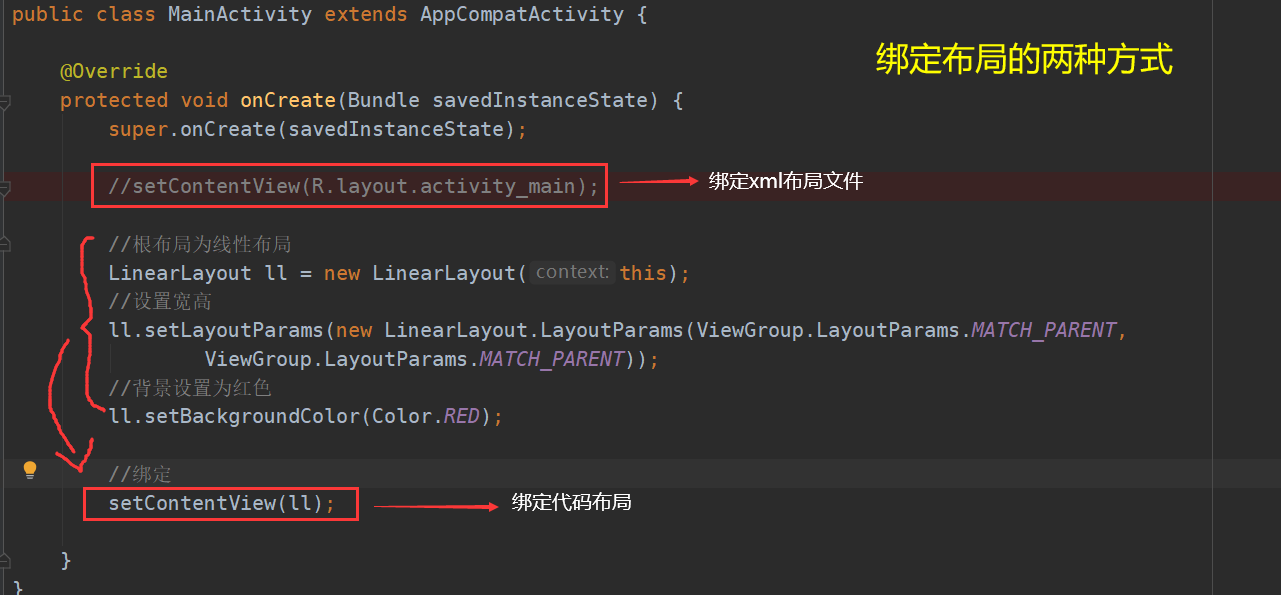 public class MainActivity extends AppCompatActivity {
绑定布局的两种方式
@Override
protected void onCreate(Bundle savedInstanceState) {
super.onCreate(savedInstanceState);
//setContentView(R.layout.activity_main);
绑定xml布局文件
//根布局为线性布局
LinearLayout ll = new LinearLayout( context: this);
//设置宽高
ll.setLayoutParams(new LinearLayout.LayoutParams(ViewGroup.LayoutParams.MATCH_PARENT,
ViewGroup.LayoutParams.MATCH_PARENT));
//背景设置为红色
ll.setBackgroundColor(Color.RED);
//绑定
setContentView(ll);
绑定代码布局
}
}